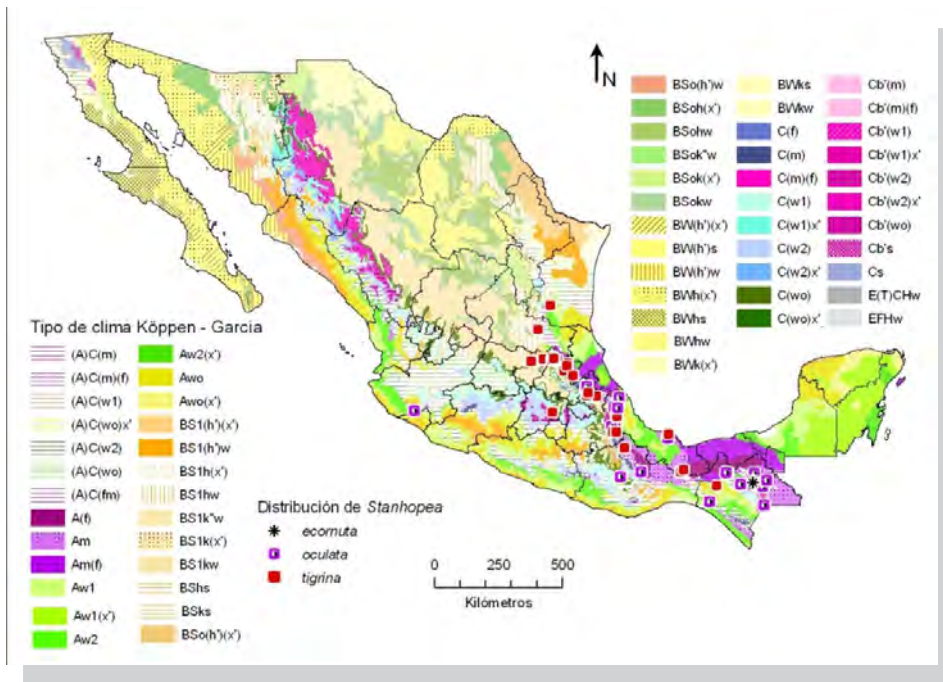 N
BSo(h')w
BSoh(x')
BSohw
BSok"w
BSok(x')
BSokw
BW(h')(x')
BW(h')s
BW(h')w
BWh(x')
BWhs
BWhw
BWk(x')
BWks
BWkw
C(f)
C(m)
C(m)(f)
C(w1)
C(w1)x'
C(w2)
C(w2)x'
C(wo)
C(wo)x'
Cb'(m)
Cb'(m)(f)
Cb'(w1)
Cb'(w1)x'
Cb'(w2)
Cb'(w2)x'
Cb'(wo)
Cb's
Cs
E(T)CHw
EFHw
Tipo de clima Köppen - Garcia
(A)C(m)
(A)C(m)(f)
(A)C(w1)
(A)C(wo)x'
(A)C(w2)
(A)C(wo)
(A)C(fm)
A(f)
Am
Am(f)
Aw1
Aw1(x')
Aw2
Aw2(x')
Awo
Awo(x')
BS1(h')(x')
BS1(h')w
BS1h(x')
BS1hw
BS1k"w
BS1k(x')
BS1kw
BShs
BSks
BSo(h')(x')
Distribución de Stanhopea
ecornuta
oculata
tigrina
0 250 500
Kilómetros